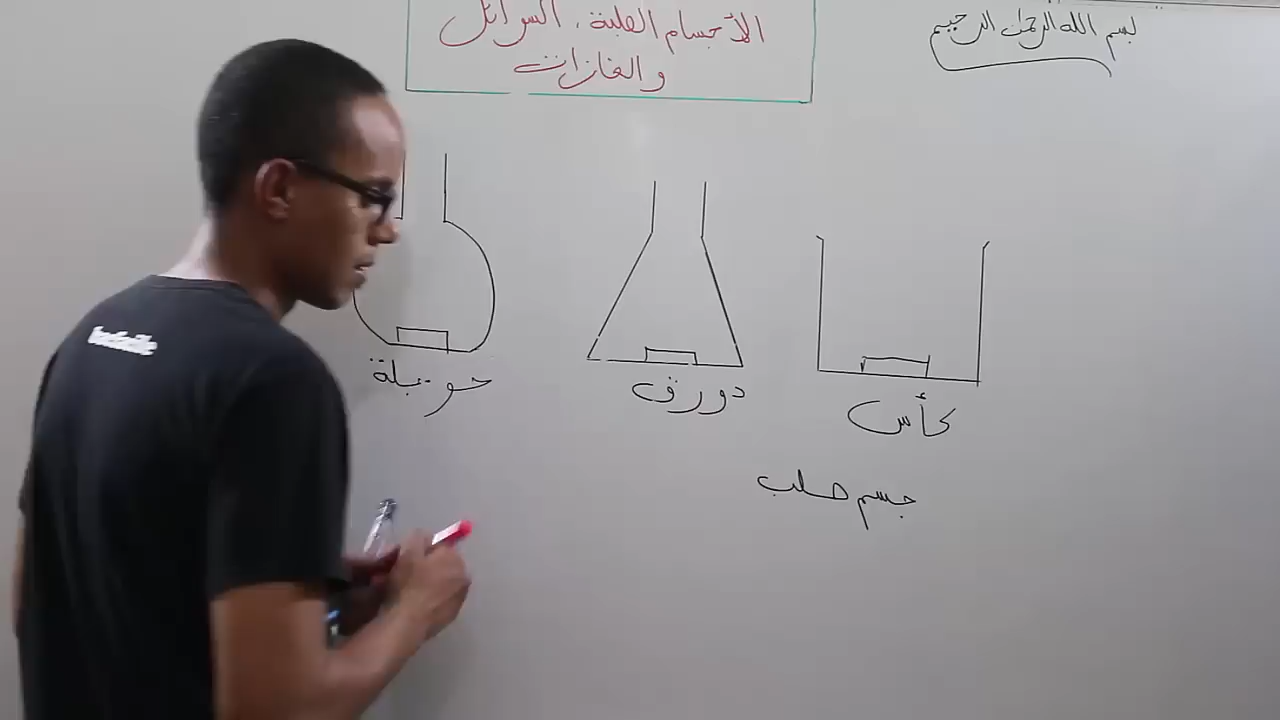 بسم الله الرحمن الرحيم
الأجسام الصلبة، السوائل
والغازات
حوجلة
دورق
كأس
جسم صلب